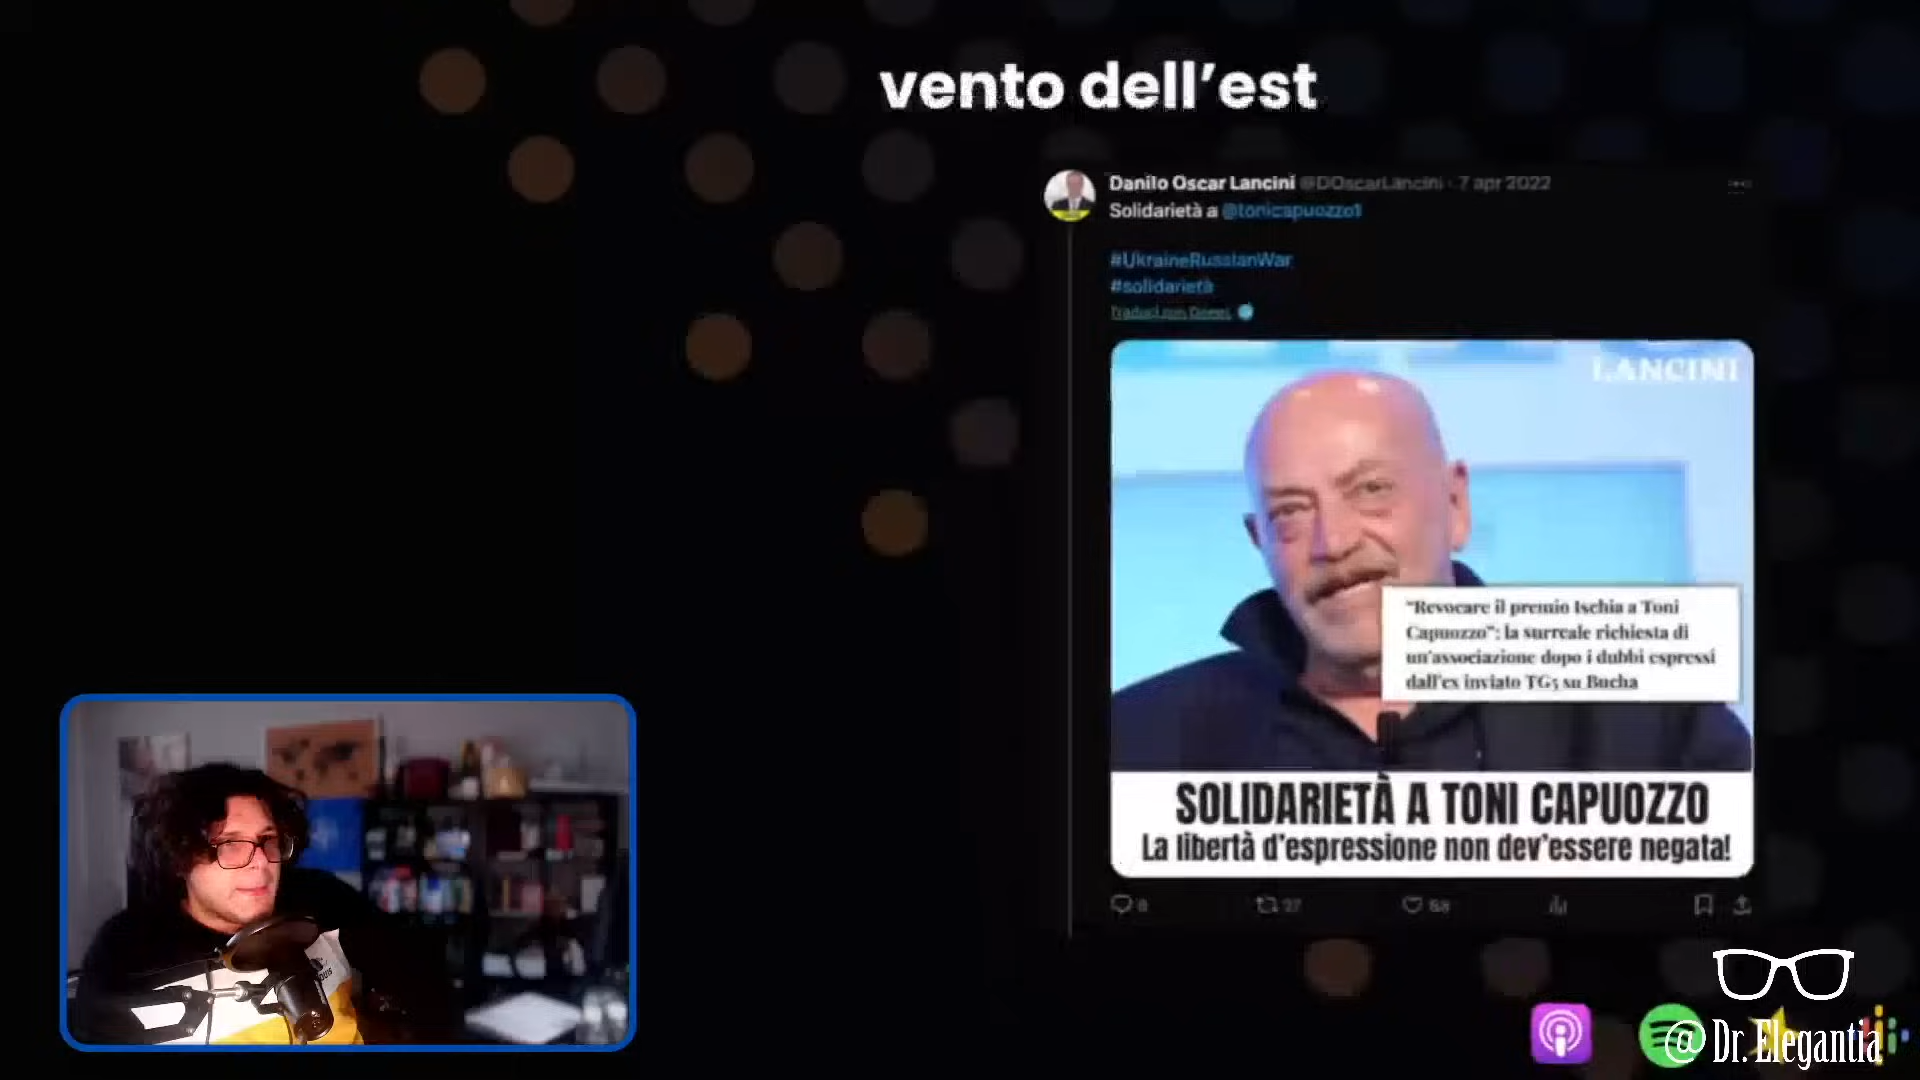 vento dell'est
Danilo Oscar Lancini @DOscarLancini · 7 apr 2022
Solidarietà a @tonicapuozzo1
#UkraineRussianWar
#solidarietà
LANCINI
"Revocare il premio Ischia a Toni
Capuozzo": la surreale richiesta di
un'associazione dopo i dubbi espressi
dall'ex inviato TG5 su Bucha
SOLIDARIETÀ A TONI CAPUOZZO
La libertà d'espressione non dev'essere negata!
@Dr. Elegantia